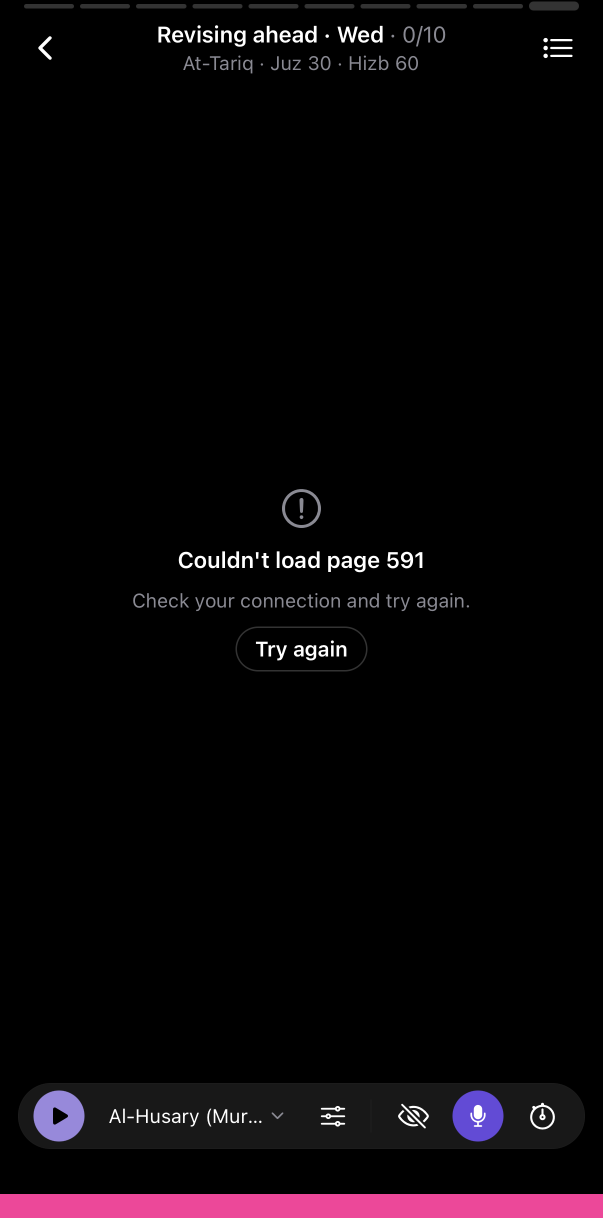 Revising ahead · Wed · 0/10
At-Tariq · Juz 30 · Hizb 60
Couldn't load page 591
Check your connection and try again.
Try again
Al-Husary (Mur...